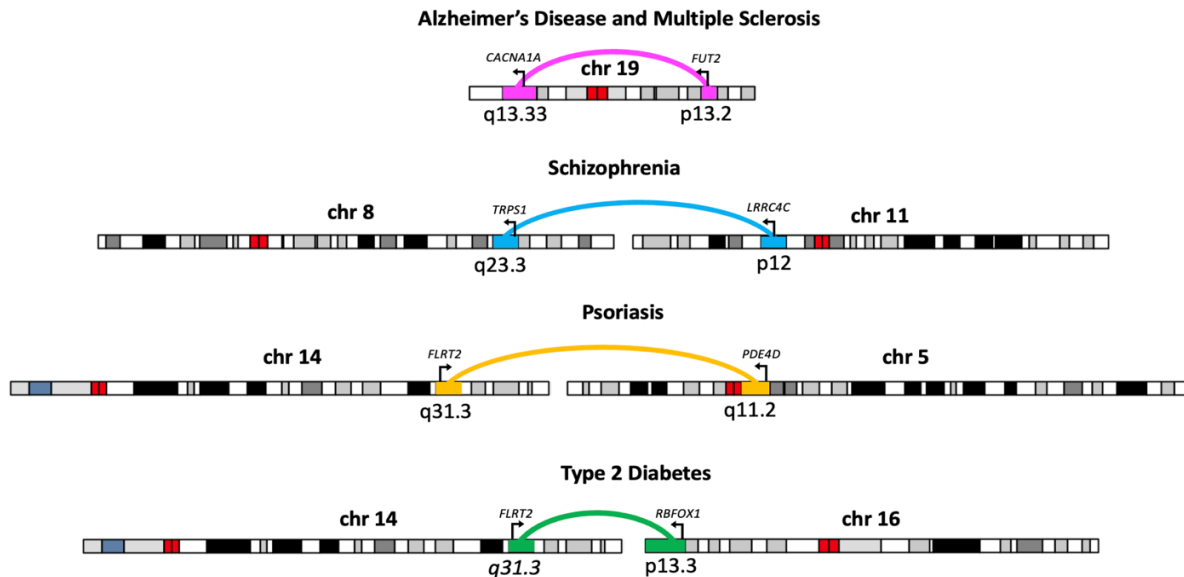 Alzheimer's Disease and Multiple Sclerosis
CACNA1A FUT2
chr 19
q13.33 p13.2
Schizophrenia
chr 8 TRPS1 LRRC4C chr 11
q23.3 p12
Psoriasis
chr 14 FLRT2 PDE4D chr 5
q31.3 q11.2
Type 2 Diabetes
chr 14 FLRT2 RBFOX1 chr 16
q31.3 p13.3